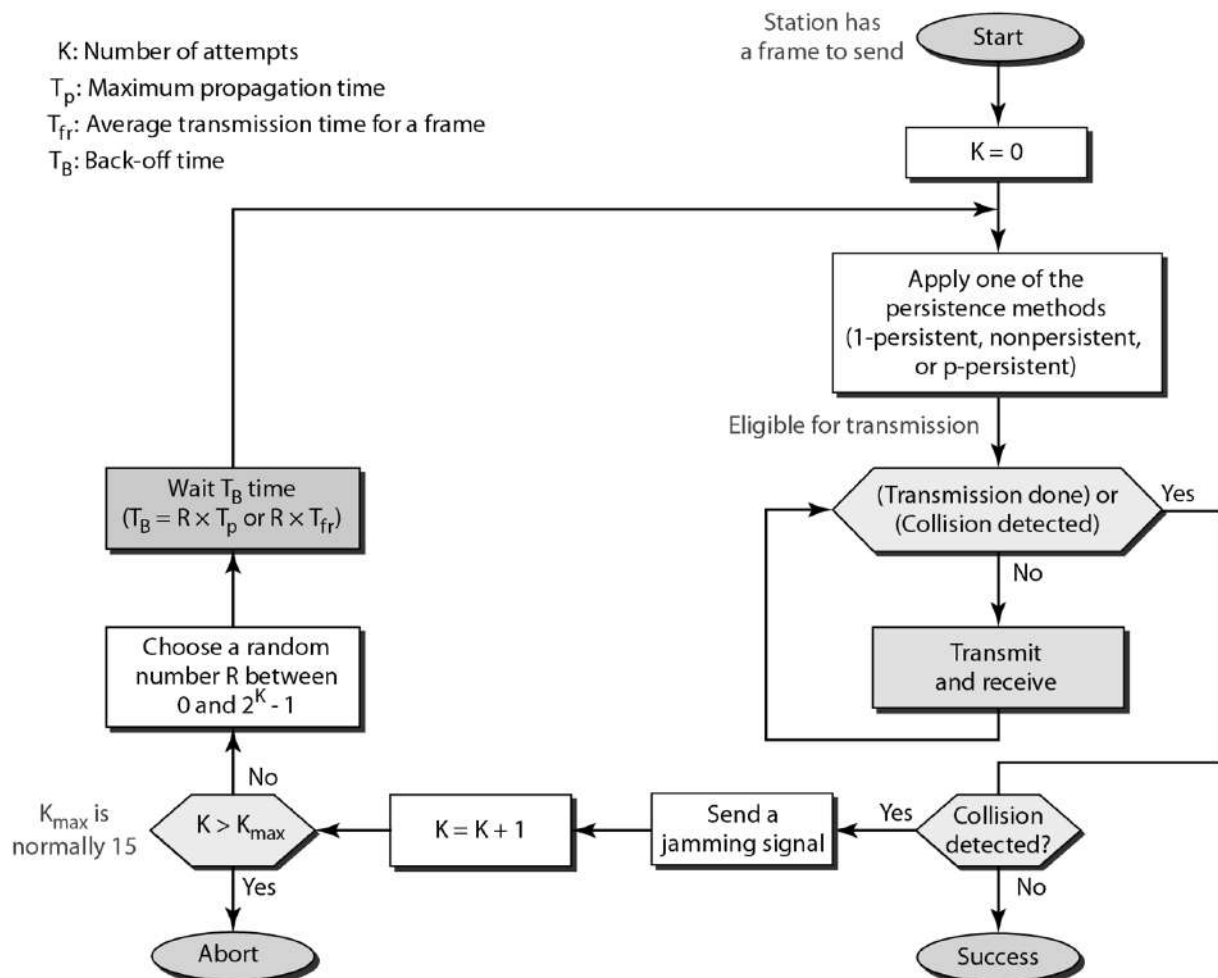 K: Number of attempts
Tp: Maximum propagation time
Tfr: Average transmission time for a frame
TB: Back-off time
Station has
a frame to send
Start
K = 0
Apply one of the
persistence methods
(1-persistent, nonpersistent,
or p-persistent)
Eligible for transmission
(Transmission done) or
(Collision detected)
Yes
No
Transmit
and receive
Wait TB time
(TB = R × Tp or R × Tfr)
Choose a random
number R between
0 and 2^K - 1
No
Kmax is
normally 15
K > Kmax
K = K + 1
Send a
jamming signal
Yes
Collision
detected?
Yes
No
Abort
Success